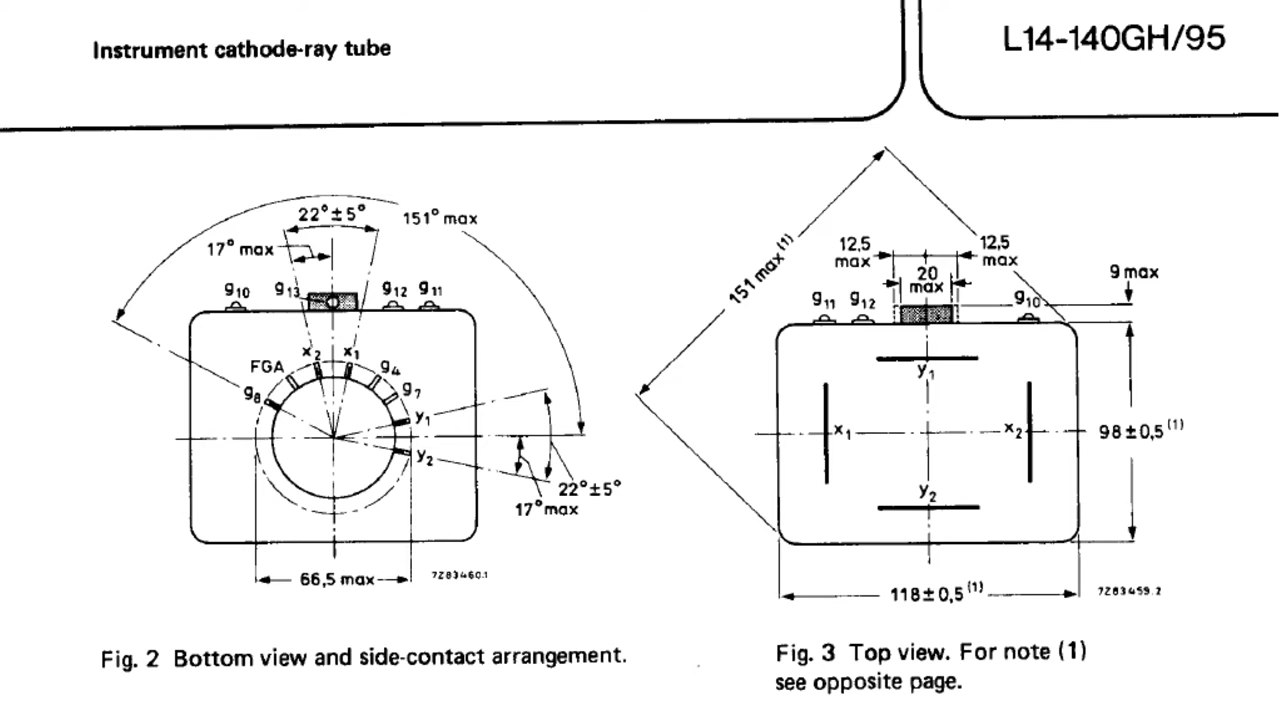 Instrument cathode-ray tube
L14-140GH/95
22°±5°
151° max
17° max
g10
g13
g12
g11
FGA
x2
x1
g4
g8
g7
y1
y2
22°±5°
17° max
66,5 max
7Z83460.1
Fig. 2 Bottom view and side-contact arrangement.
151 max (1)
12,5
max
12,5
max
20
max
9 max
g11
g12
g10
y1
x1
x2
98±0,5 (1)
y2
118±0,5 (1)
7Z83459.2
Fig. 3 Top view. For note (1)
see opposite page.